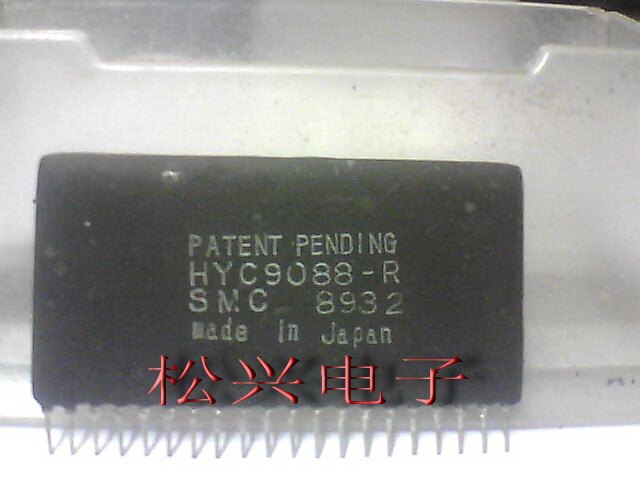 PATENT PENDING
HYC9088-R
SMC 8932
Made in Japan
松兴电子